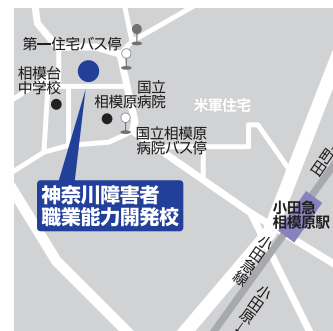 第一住宅バス停
相模台
中学校
国立
相模原
病院
米軍住宅
国立相模原
病院バス停
神奈川障害者
職業能力開発校
町田
小田急
相模原駅
小田急線
小田原